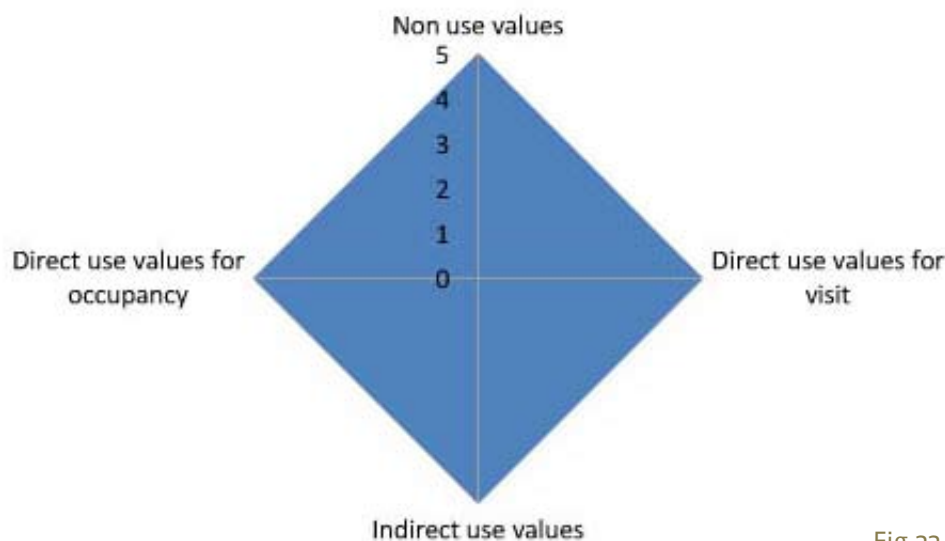 Non use values
5
4
3
2
1
0
Direct use values for
occupancy
Direct use values for
visit
Indirect use values